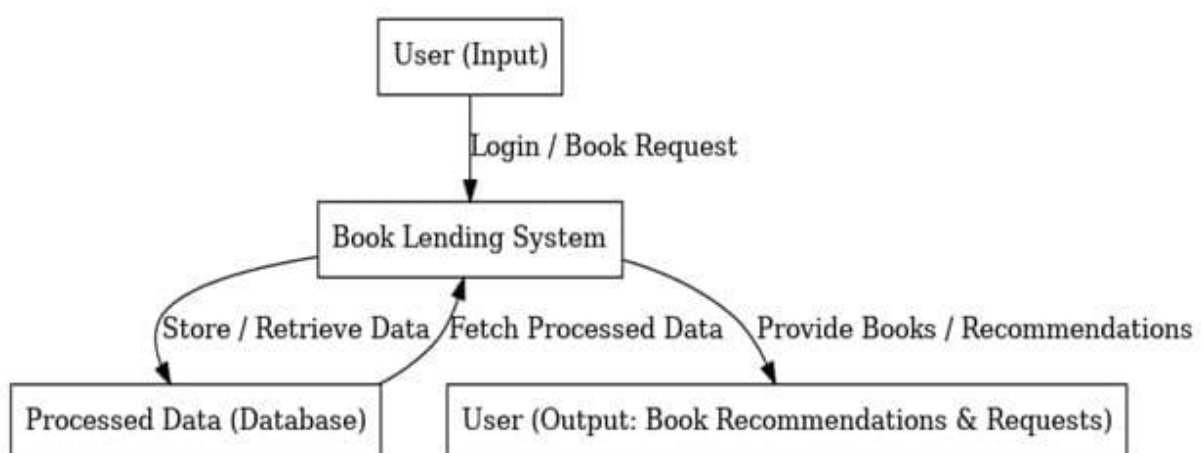 User (Input)
Login / Book Request
Book Lending System
Store / Retrieve Data
Fetch Processed Data
Provide Books / Recommendations
Processed Data (Database)
User (Output: Book Recommendations & Requests)